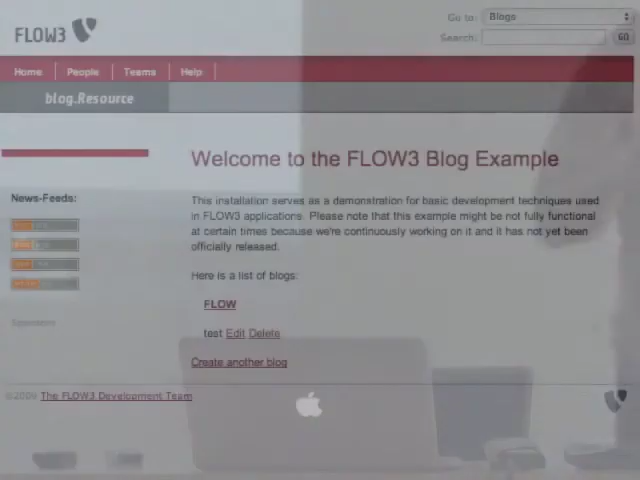 FLOW3
Go to: Blogs
Search: GO
Home People Teams Help
blog.Resource
Welcome to the FLOW3 Blog Example
News-Feeds:
This installation serves as a demonstration for basic development techniques used
in FLOW3 applications. Please note that this example might be not fully functional
at certain times because we're continuously working on it and it has not yet been
officially released.
Here is a list of blogs:
FLOW
test Edit Delete
Sponsors
Create another blog
©2009 The FLOW3 Development Team